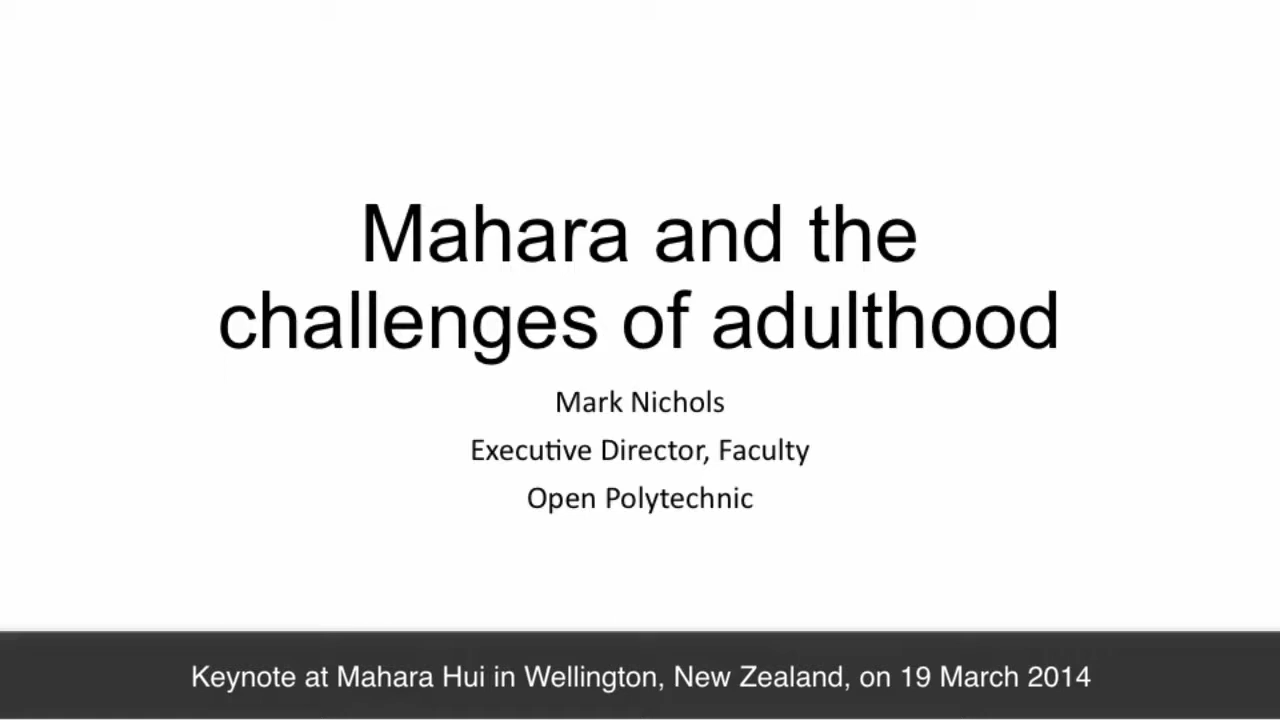 Mahara and the
challenges of adulthood
Mark Nichols
Executive Director, Faculty
Open Polytechnic
Keynote at Mahara Hui in Wellington, New Zealand, on 19 March 2014